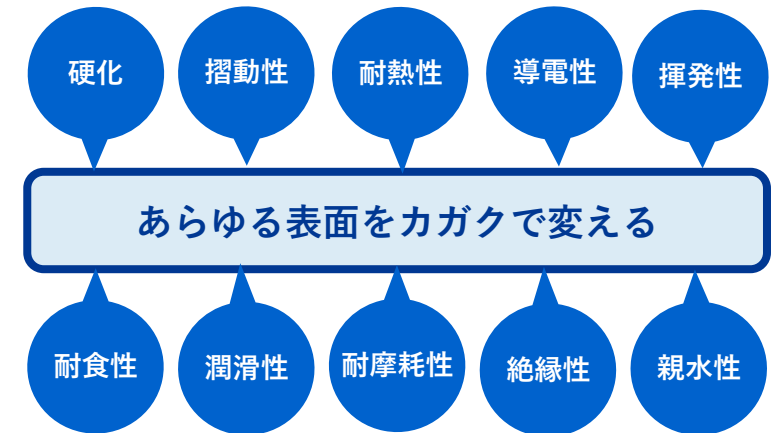 硬化
摺動性
耐熱性
導電性
揮発性
あらゆる表面をカガクで変える
耐食性
潤滑性
耐摩耗性
絶縁性
親水性